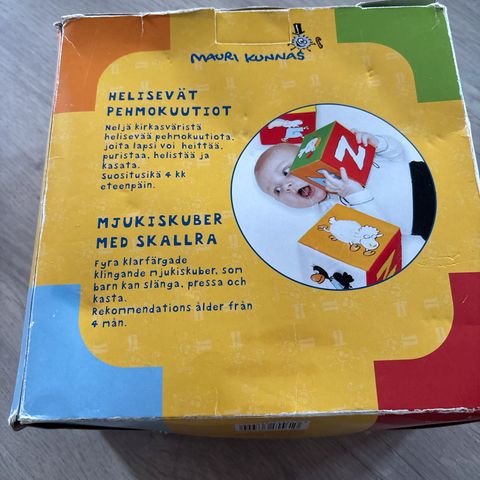 MAURI KUNNAS
HELISEVÄT
PEHMOKUUTIOT
Neljä kirkasväristä
helisevää pehmokuutiota,
joita lapsi voi heittää,
puristaa, helistää ja
kasata.
Suositusikä 4 kk
eteenpäin.
MJUKISKUBER
MED SKALLRA
Fyra klarfärgade
klingande mjukiskuber, som
barn kan slänga, pressa och
kasta.
Rekommendations ålder från
4 mån.
Z
N